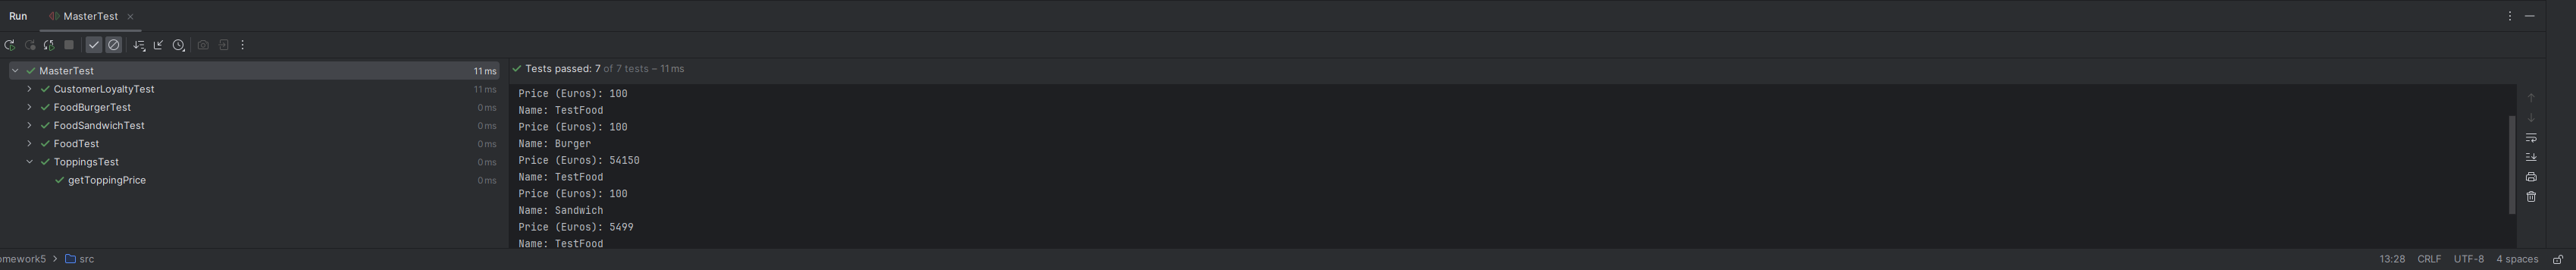 Run MasterTest
MasterTest 11 ms
CustomerLoyaltyTest 11 ms
FoodBurgerTest 0 ms
FoodSandwichTest 0 ms
FoodTest 0 ms
ToppingsTest 0 ms
getToppingPrice 0 ms
Tests passed: 7 of 7 tests – 11 ms
Price (Euros): 100
Name: TestFood
Price (Euros): 100
Name: Burger
Price (Euros): 54150
Name: TestFood
Price (Euros): 100
Name: Sandwich
Price (Euros): 5499
Name: TestFood
omework5 > src 13:28 CRLF UTF-8 4 spaces